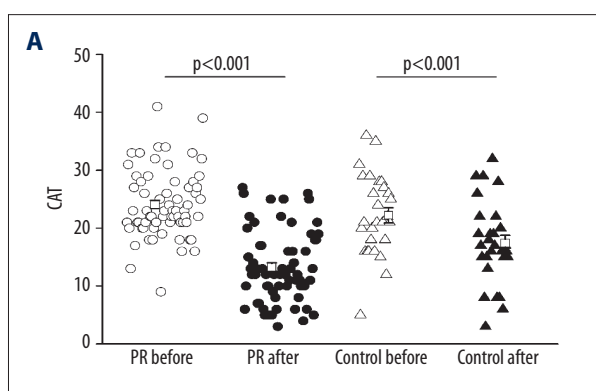 A
50
40
30
20
10
0
CAT
p<0.001
p<0.001
PR before
PR after
Control before
Control after